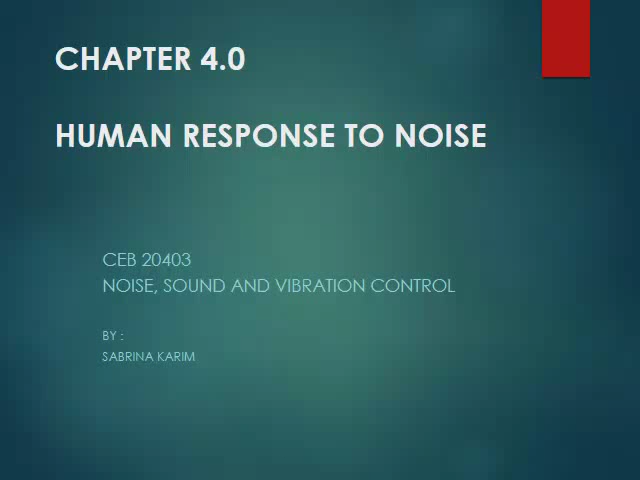 CHAPTER 4.0
HUMAN RESPONSE TO NOISE
CEB 20403
NOISE, SOUND AND VIBRATION CONTROL
BY :
SABRINA KARIM